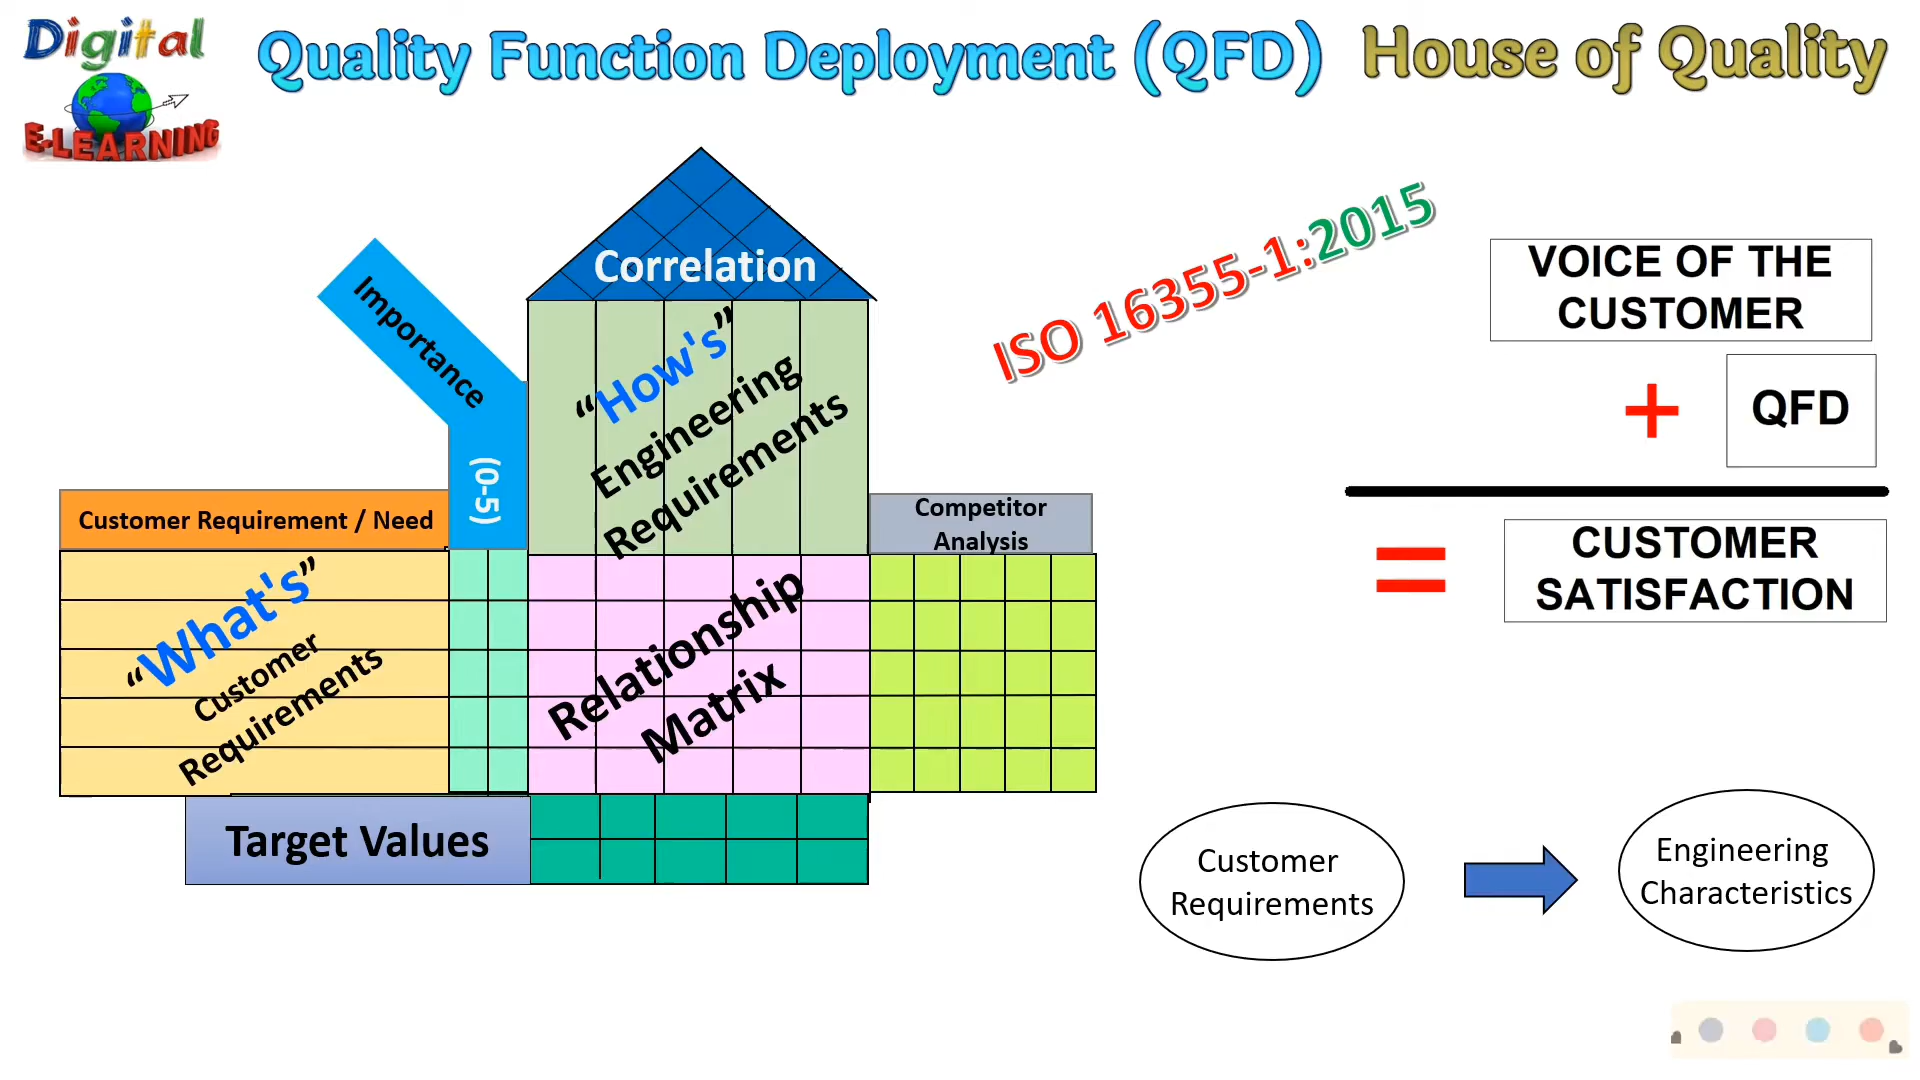 Digital
E-LEARNING
Quality Function Deployment (QFD) House of Quality
Correlation
Importance
(0-5)
“How's”
Engineering
Requirements
ISO 16355-1:2015
VOICE OF THE
CUSTOMER
+ QFD
= CUSTOMER
SATISFACTION
Customer Requirement / Need
Competitor
Analysis
“What's”
Customer
Requirements
Relationship
Matrix
Target Values
Customer
Requirements
Engineering
Characteristics